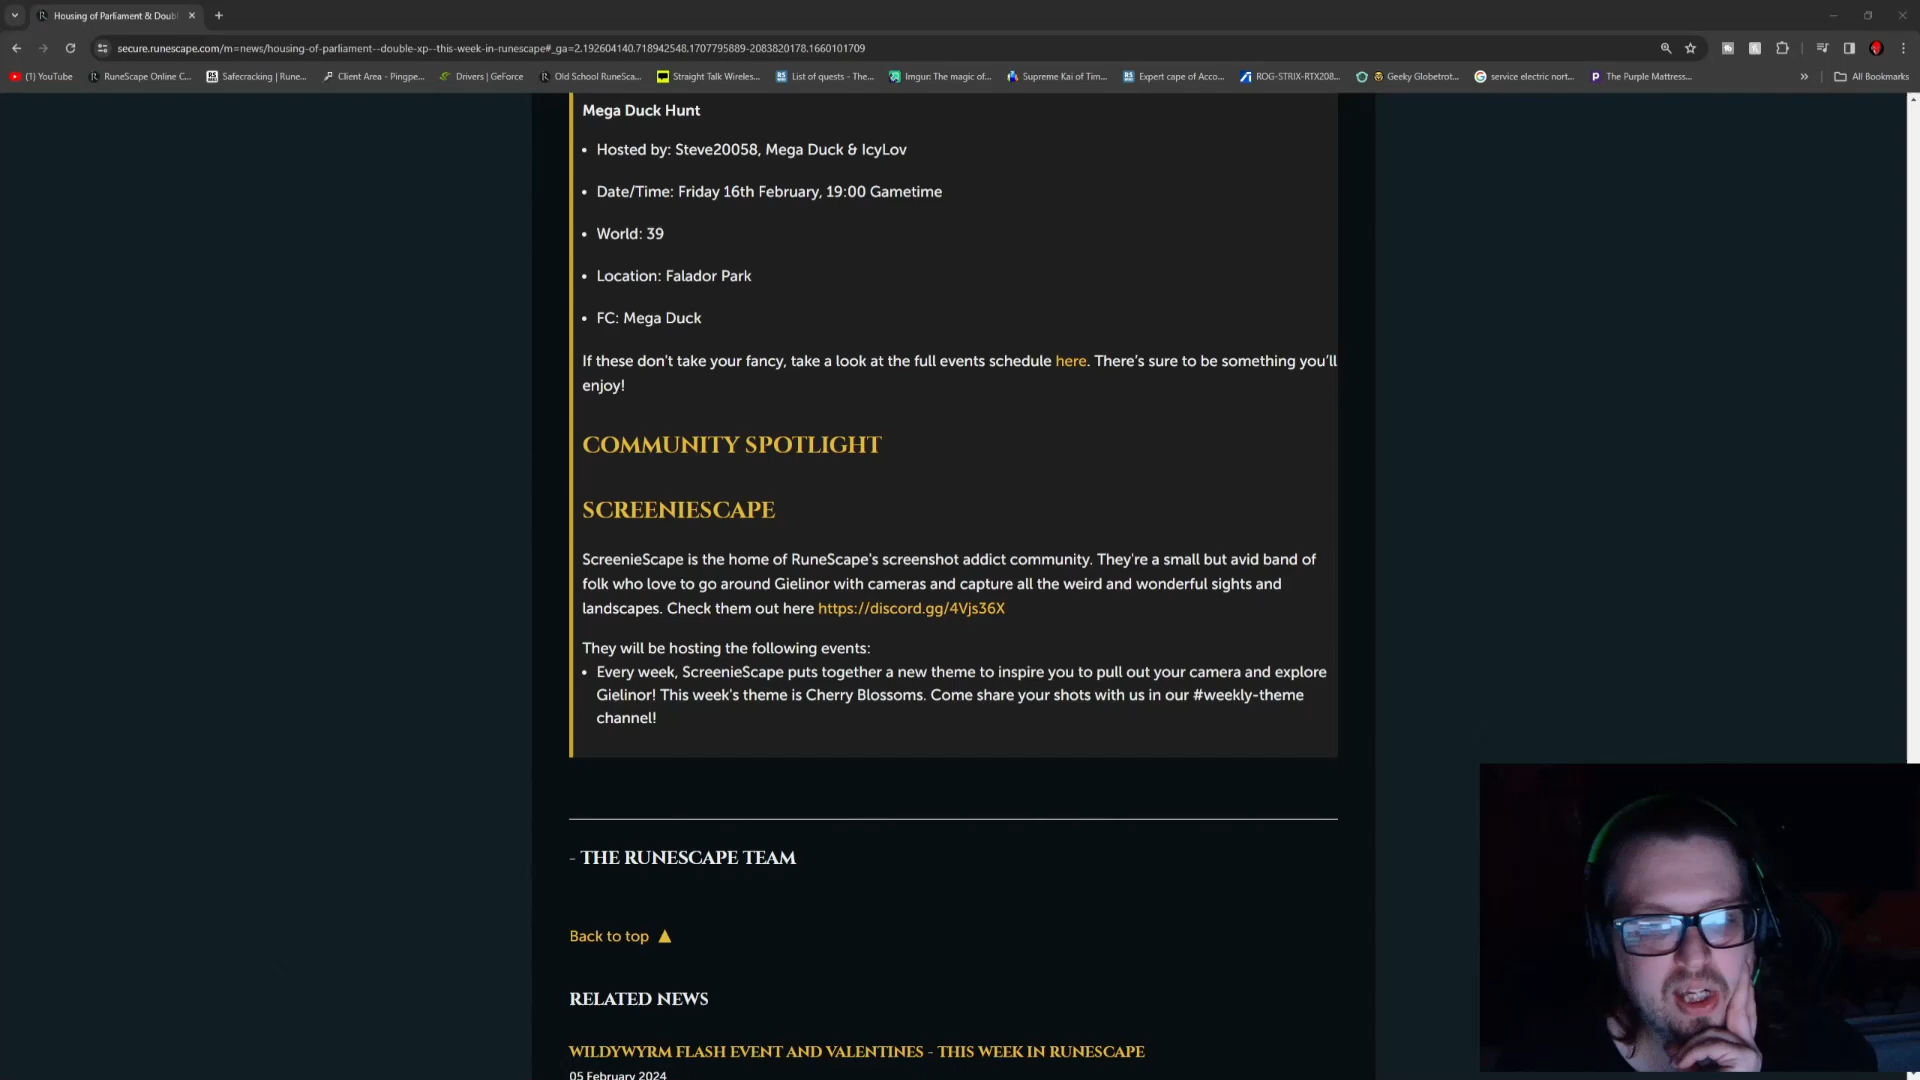 Housing of Parliament & Doubl
secure.runescape.com/m=news/housing-of-parliament--double-xp--this-week-in-runescape#_ga=2.192604140.718942548.1707795889-2083820178.1660101709
(1) YouTube
RuneScape Online C...
Safecracking | Rune...
Client Area - Pingpe...
Drivers | GeForce
Old School RuneSca...
Straight Talk Wireles...
List of quests - The...
Imgur: The magic of...
Supreme Kai of Tim...
Expert cape of Acco...
ROG-STRIX-RTX208...
Geeky Globetrot...
service electric nort...
The Purple Mattress...
All Bookmarks
Mega Duck Hunt
• Hosted by: Steve20058, Mega Duck & IcyLov
• Date/Time: Friday 16th February, 19:00 Gametime
• World: 39
• Location: Falador Park
• FC: Mega Duck
If these don't take your fancy, take a look at the full events schedule here. There's sure to be something you'll
enjoy!
COMMUNITY SPOTLIGHT
SCREENIESCAPE
ScreenieScape is the home of RuneScape's screenshot addict community. They're a small but avid band of
folk who love to go around Gielinor with cameras and capture all the weird and wonderful sights and
landscapes. Check them out here https://discord.gg/4Vjs36X
They will be hosting the following events:
• Every week, ScreenieScape puts together a new theme to inspire you to pull out your camera and explore
Gielinor! This week's theme is Cherry Blossoms. Come share your shots with us in our #weekly-theme
channel!
- THE RUNESCAPE TEAM
Back to top ▲
RELATED NEWS
WILDYWYRM FLASH EVENT AND VALENTINES - THIS WEEK IN RUNESCAPE
05 February 2024